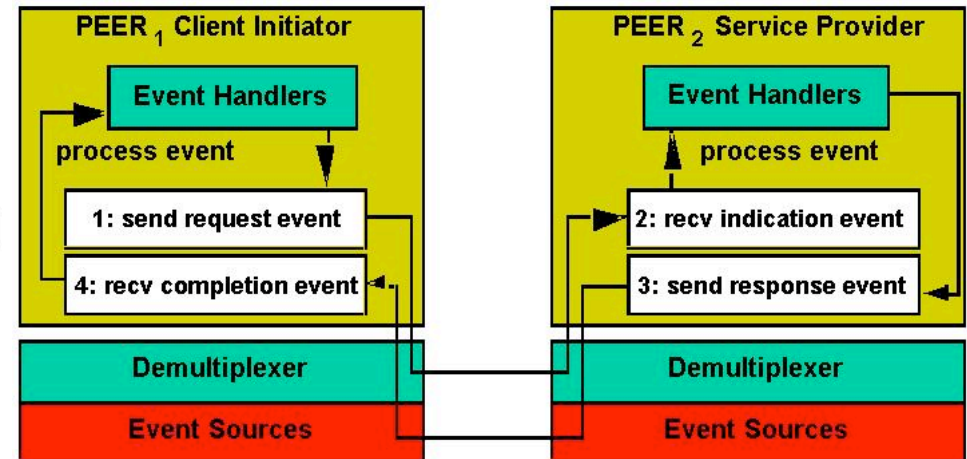 PEER 1 Client Initiator
Event Handlers
process event
1: send request event
4: recv completion event
Demultiplexer
Event Sources
PEER 2 Service Provider
Event Handlers
process event
2: recv indication event
3: send response event
Demultiplexer
Event Sources